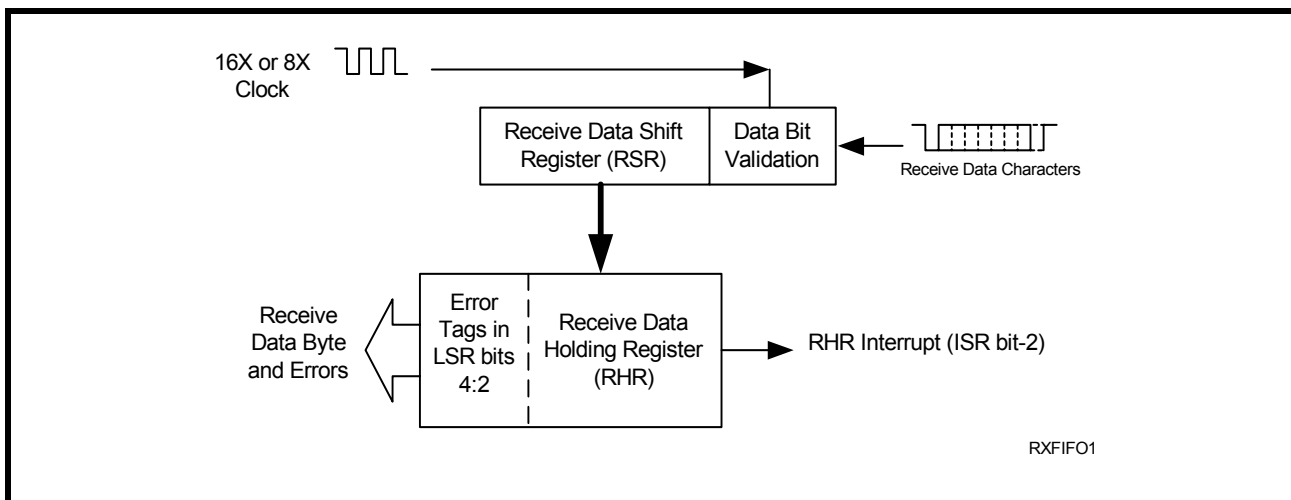 16X or 8X
Clock
Receive Data Shift
Register (RSR)
Data Bit
Validation
Receive Data Characters
Receive
Data Byte
and Errors
Error
Tags in
LSR bits
4:2
Receive Data
Holding Register
(RHR)
RHR Interrupt (ISR bit-2)
RXFIFO1